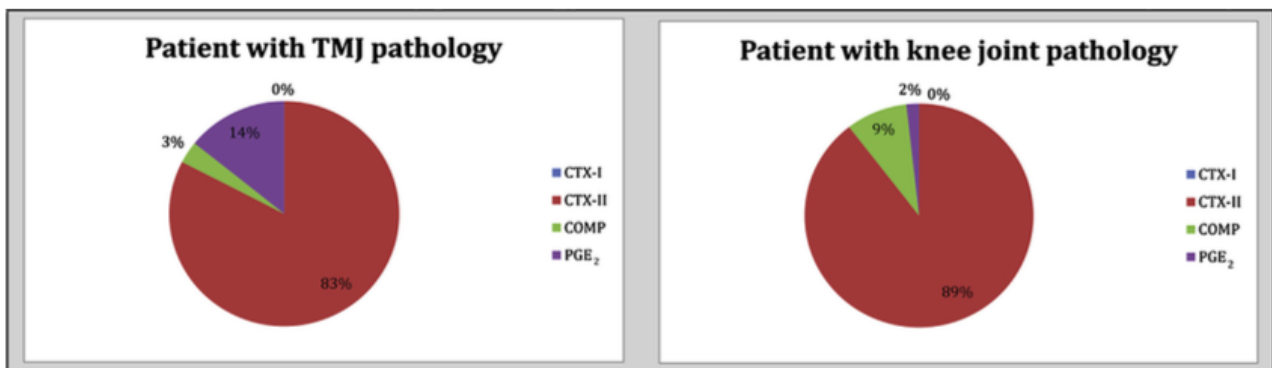 Patient with TMJ pathology
0%
14%
3%
83%
CTX-I
CTX-II
COMP
PGE₂
Patient with knee joint pathology
2% 0%
9%
89%
CTX-I
CTX-II
COMP
PGE₂